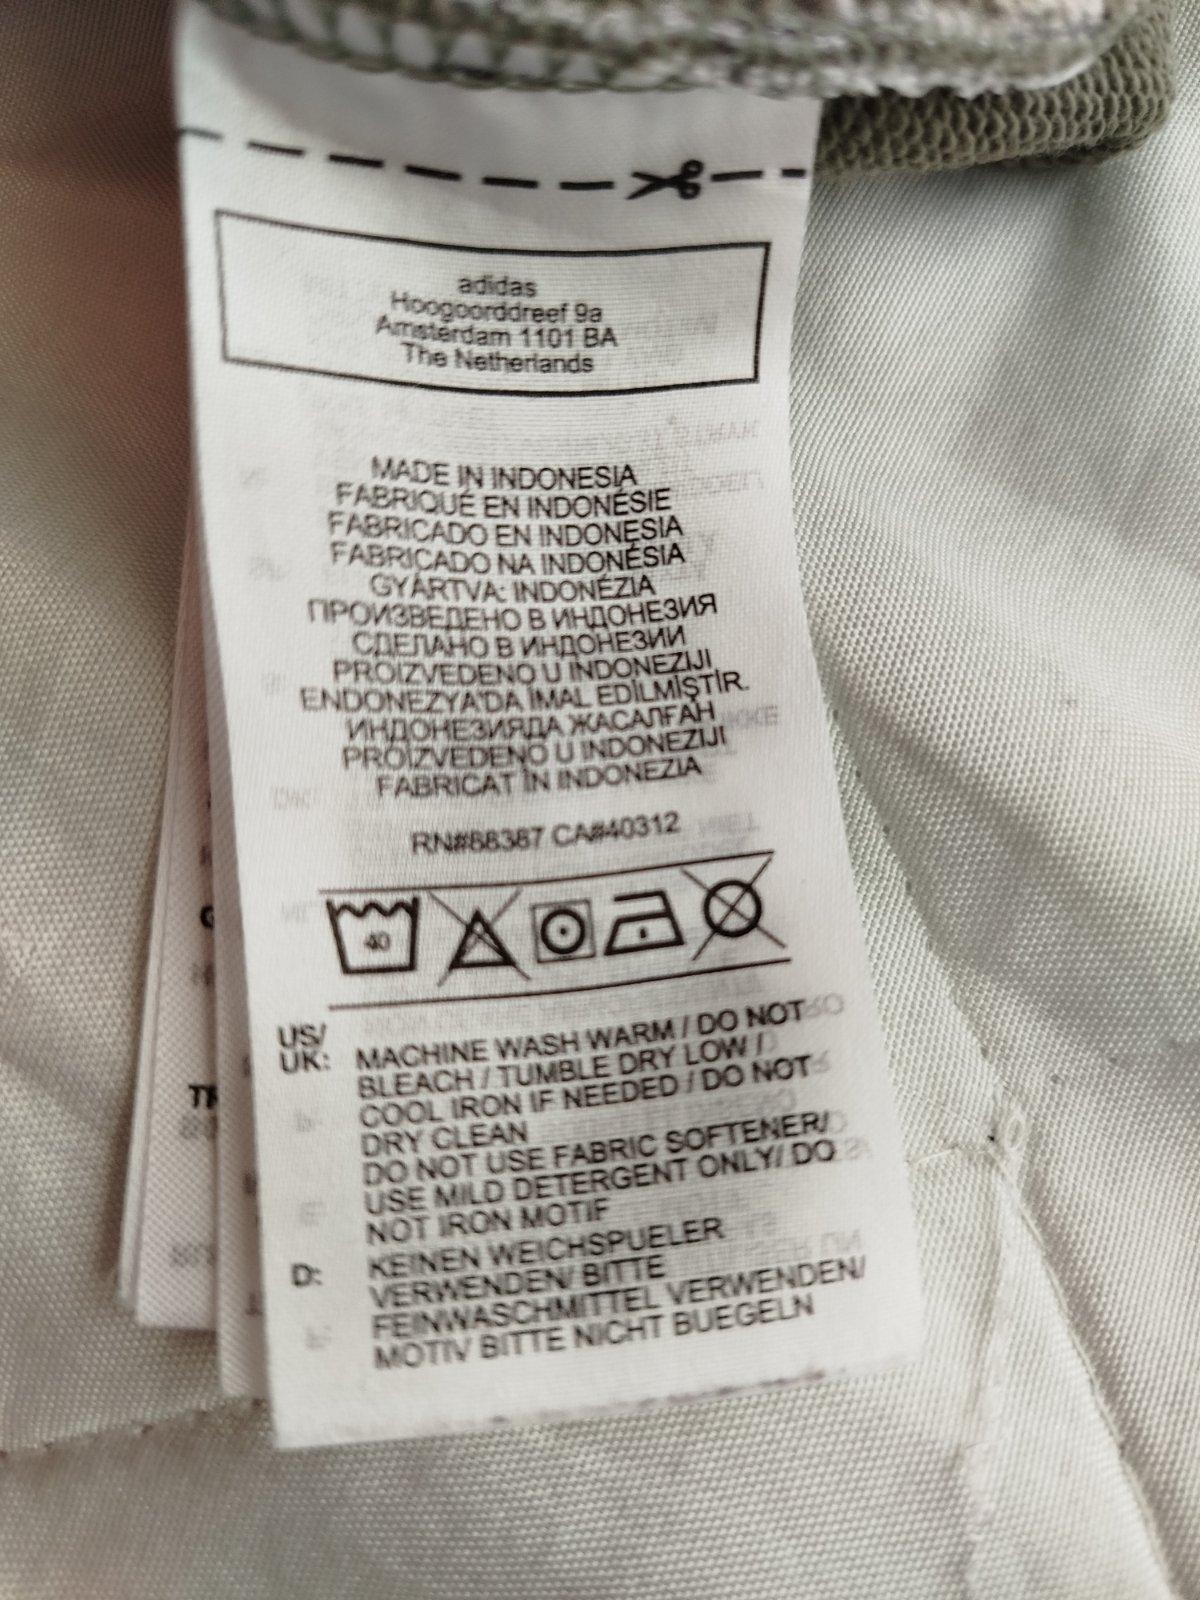 adidas
Hoogoorddreef 9a
Amsterdam 1101 BA
The Netherlands
MADE IN INDONESIA
FABRIQUÉ EN INDONÉSIE
FABRICADO EN INDONESIA
FABRICADO NA INDONÉSIA
GYÁRTVA: INDONÉZIA
ПРОИЗВЕДЕНО В ИНДОНЕЗИЯ
СДЕЛАНО В ИНДОНЕЗИИ
PROIZVEDENO U INDONEZIJI
ENDONEZYA'DA İMAL EDİLMİŞTİR.
ИНДОНЕЗИЯДА ЖАСАЛҒАН
PROIZVEDENO U INDONEZIJI
FABRICAT ÎN INDONEZIA
RN#88387 CA#40312
40
US/
UK: MACHINE WASH WARM / DO NOT
BLEACH / TUMBLE DRY LOW /
COOL IRON IF NEEDED / DO NOT
DRY CLEAN
DO NOT USE FABRIC SOFTENER/
USE MILD DETERGENT ONLY/ DO
NOT IRON MOTIF
D: KEINEN WEICHSPUELER
VERWENDEN/ BITTE
FEINWASCHMITTEL VERWENDEN/
MOTIV BITTE NICHT BUEGELN